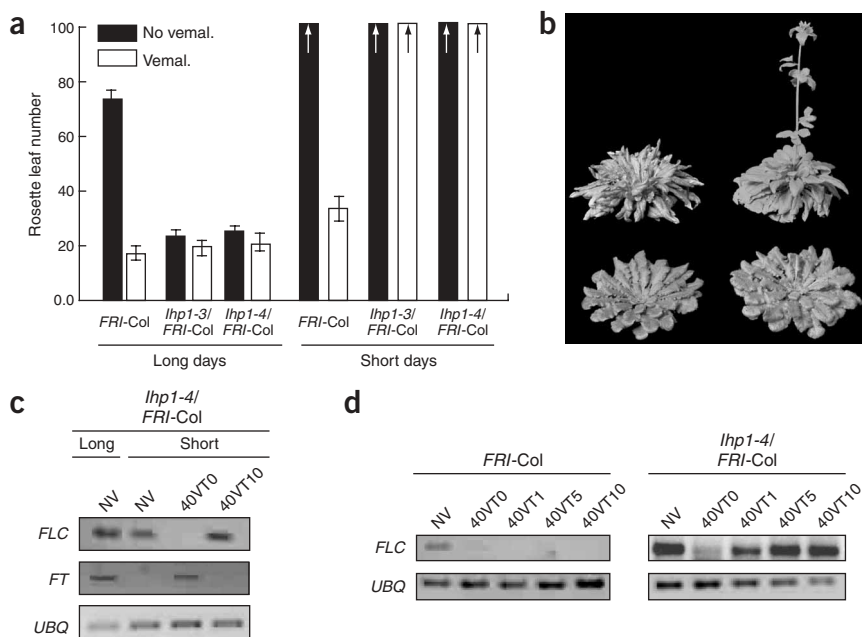 a
No vernal.
Vernal.
Rosette leaf number
100
80
60
40
20
0.0
FRI-Col
lhp1-3/
FRI-Col
lhp1-4/
FRI-Col
FRI-Col
lhp1-3/
FRI-Col
lhp1-4/
FRI-Col
Long days
Short days
b
c
lhp1-4/
FRI-Col
Long
Short
NV
NV
40VT0
40VT10
FLC
FT
UBQ
d
FRI-Col
lhp1-4/
FRI-Col
NV
40VT0
40VT1
40VT5
40VT10
NV
40VT0
40VT1
40VT5
40VT10
FLC
UBQ